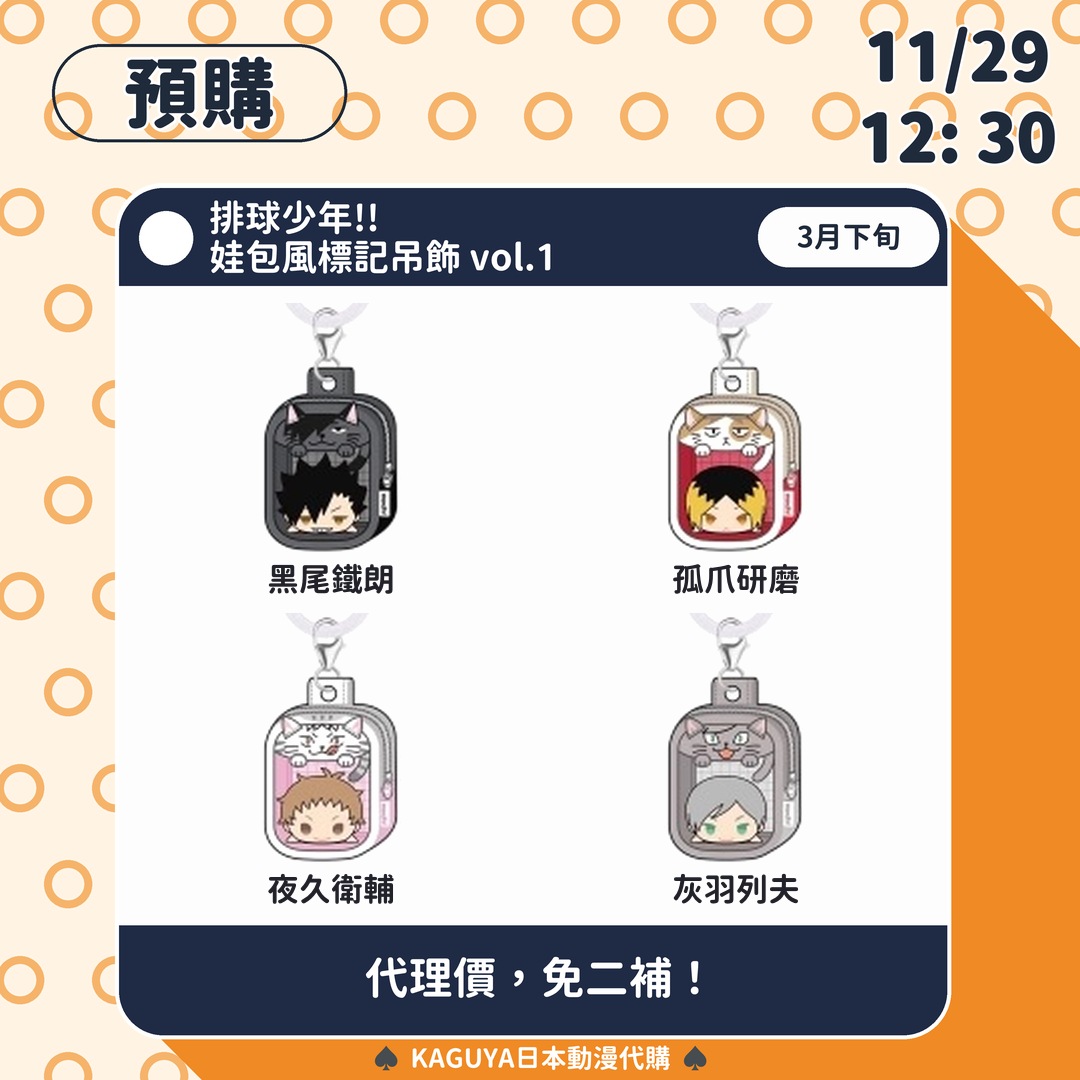 預購
11/29
12: 30
排球少年!!
娃包風標記吊飾 vol.1
3月下旬
黑尾鐵朗
孤爪研磨
夜久衛輔
灰羽列夫
代理價，免二補！
♠ KAGUYA日本動漫代購 ♠